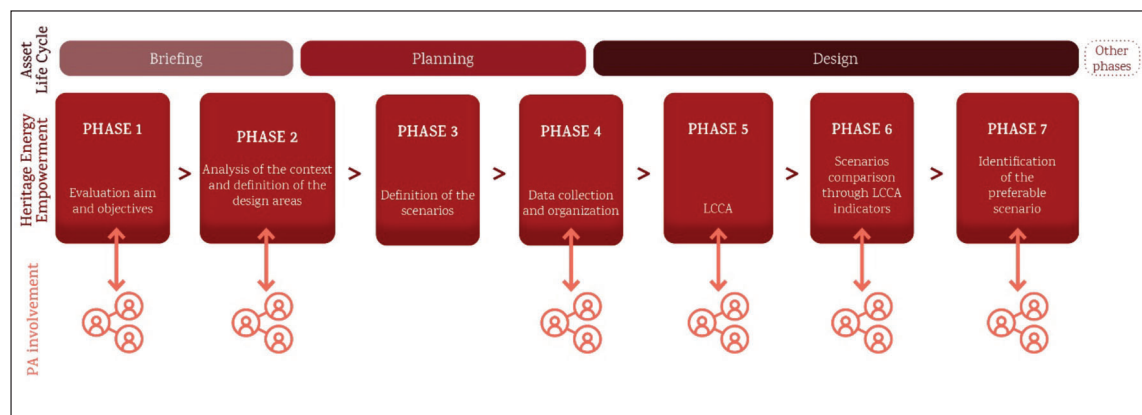 Asset
Life Cycle
Briefing
Planning
Design
Other
phases
Heritage Energy
Empowerment
PHASE 1
Evaluation aim
and objectives
>
PHASE 2
Analysis of the context
and definition of the
design areas
>
PHASE 3
Definition of the
scenarios
>
PHASE 4
Data collection
and organization
>
PHASE 5
LCCA
>
PHASE 6
Scenarios
comparison
through LCCA
indicators
>
PHASE 7
Identification
of the
preferable
scenario
PA involvement